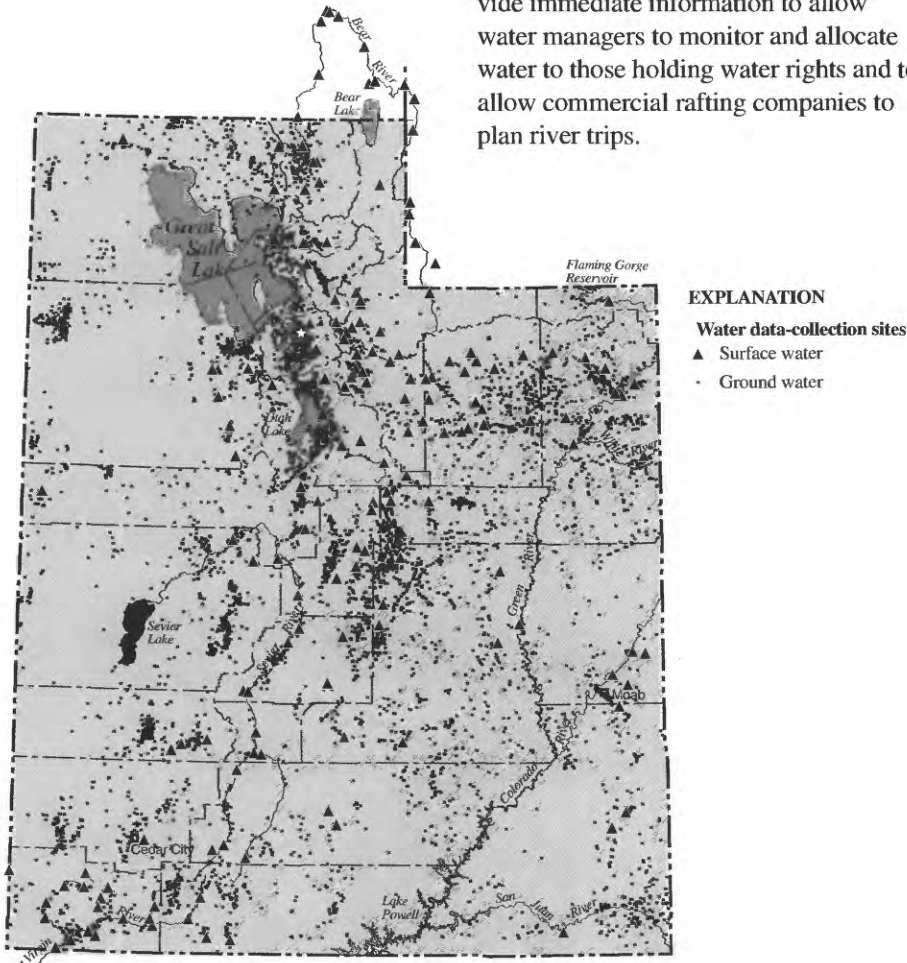 vide immediate information to allow
water managers to monitor and allocate
water to those holding water rights and to
allow commercial rafting companies to
plan river trips.
Bear
River
Bear
Lake
Great
Salt
Lake
Flaming Gorge
Reservoir
EXPLANATION
Water data-collection sites
Surface water
Ground water
Utah
Lake
White
River
Green
River
Sevier
Lake
Sevier
River
Moab
Colorado
River
Cedar City
Lake
Powell
San
Juan
River
Virgin
River